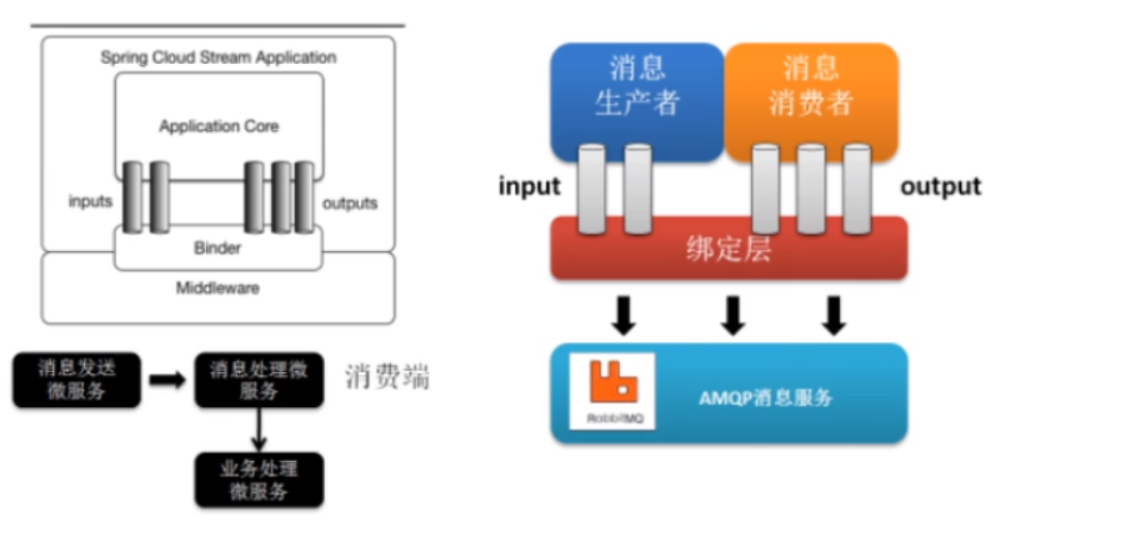 Spring Cloud Stream Application
Application Core
inputs
outputs
Binder
Middleware
消息发送
微服务
消息处理微
服务
消费端
业务处理
微服务
消息
生产者
消息
消费者
input
output
绑定层
RabbitMQ
AMQP消息服务